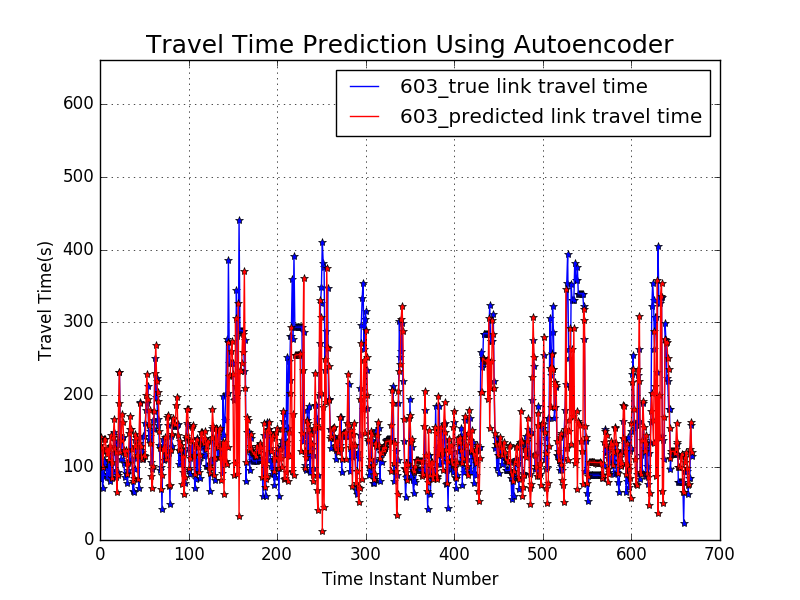 Travel Time Prediction Using Autoencoder
603_true link travel time
603_predicted link travel time
600
500
400
300
200
100
0
Travel Time(s)
0 100 200 300 400 500 600 700
Time Instant Number